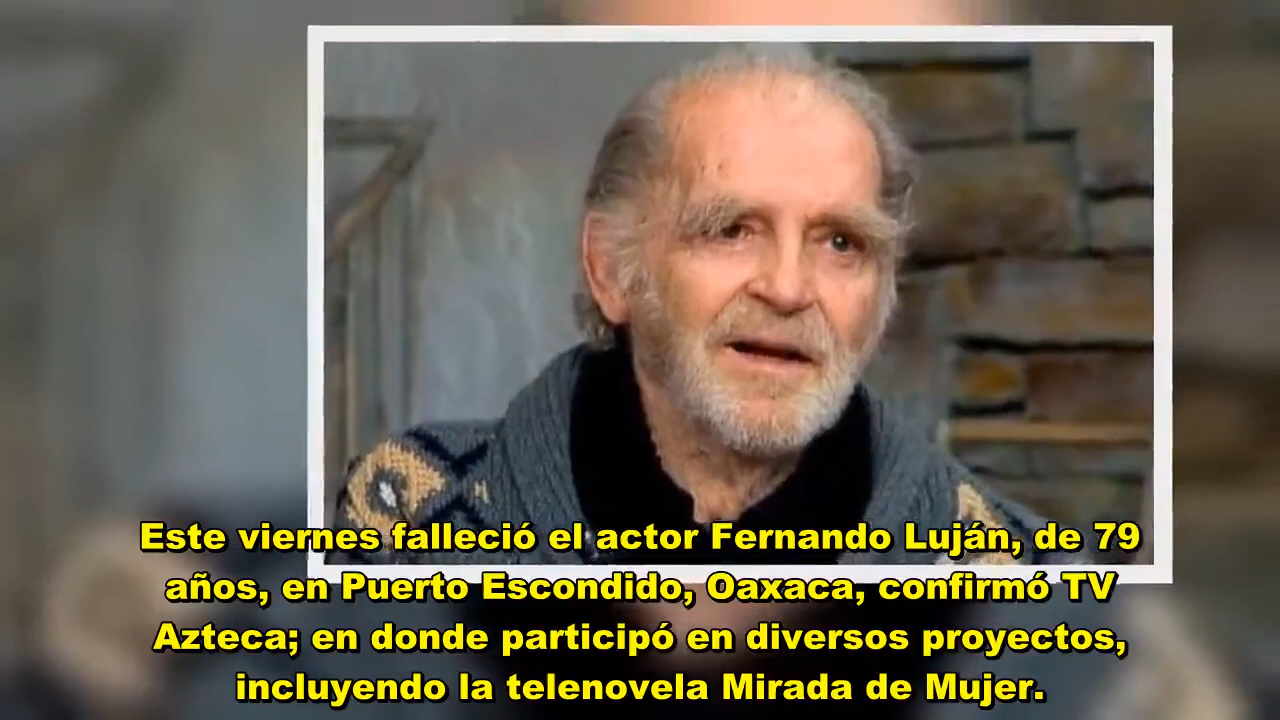 Este viernes falleció el actor Fernando Luján, de 79
años, en Puerto Escondido, Oaxaca, confirmó TV
Azteca; en donde participó en diversos proyectos,
incluyendo la telenovela Mirada de Mujer.